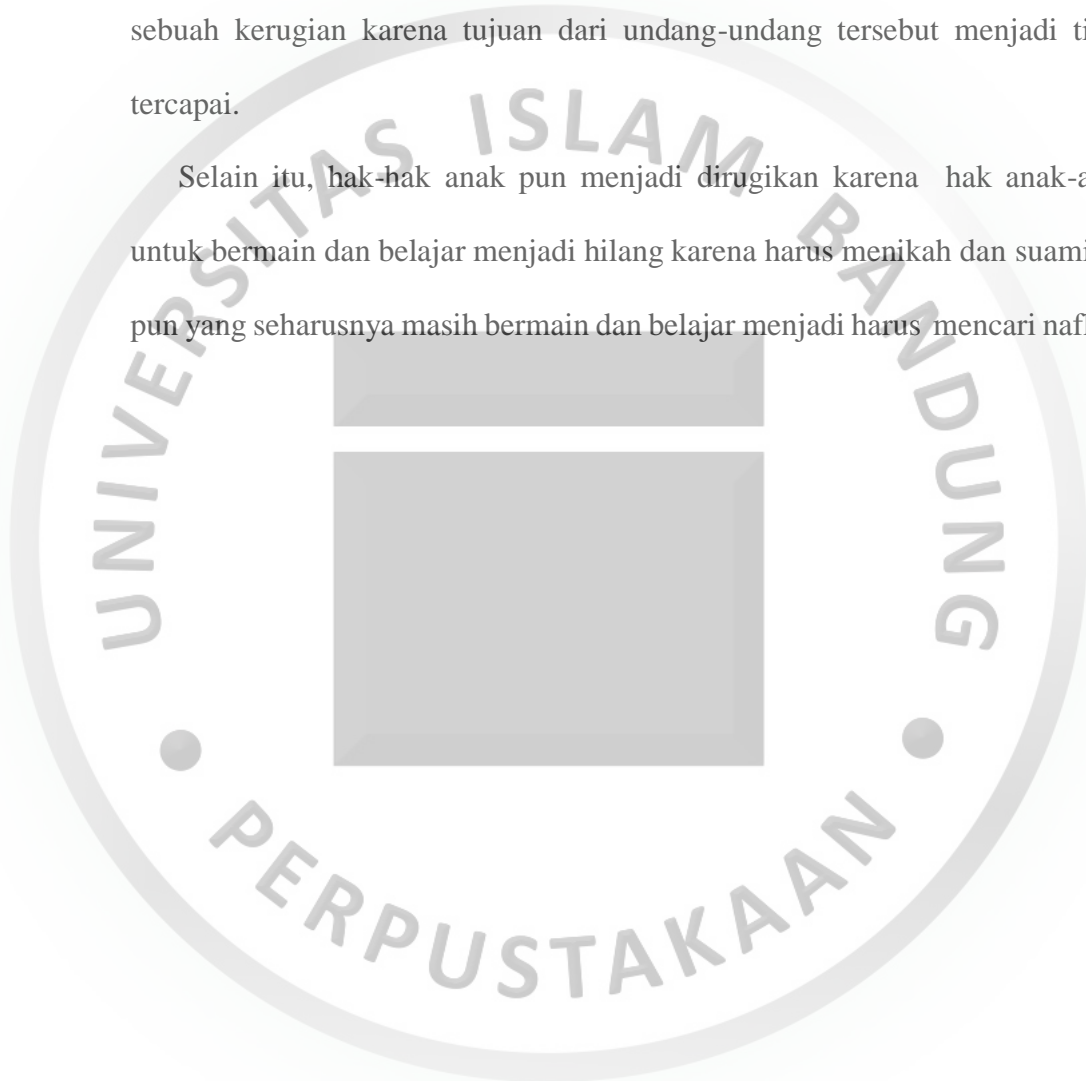 sebuah kerugian karena tujuan dari undang-undang tersebut menjadi
tercapai.
Selain itu, hak-hak anak pun menjadi dirugikan karena hak
untuk bermain dan belajar menjadi hilang karena harus menikah dan
pun yang seharusnya masih bermain dan belajar menjadi harus mencari
UNIVERSITAS ISLAM BANDUNG
PERPUSTAKAAN